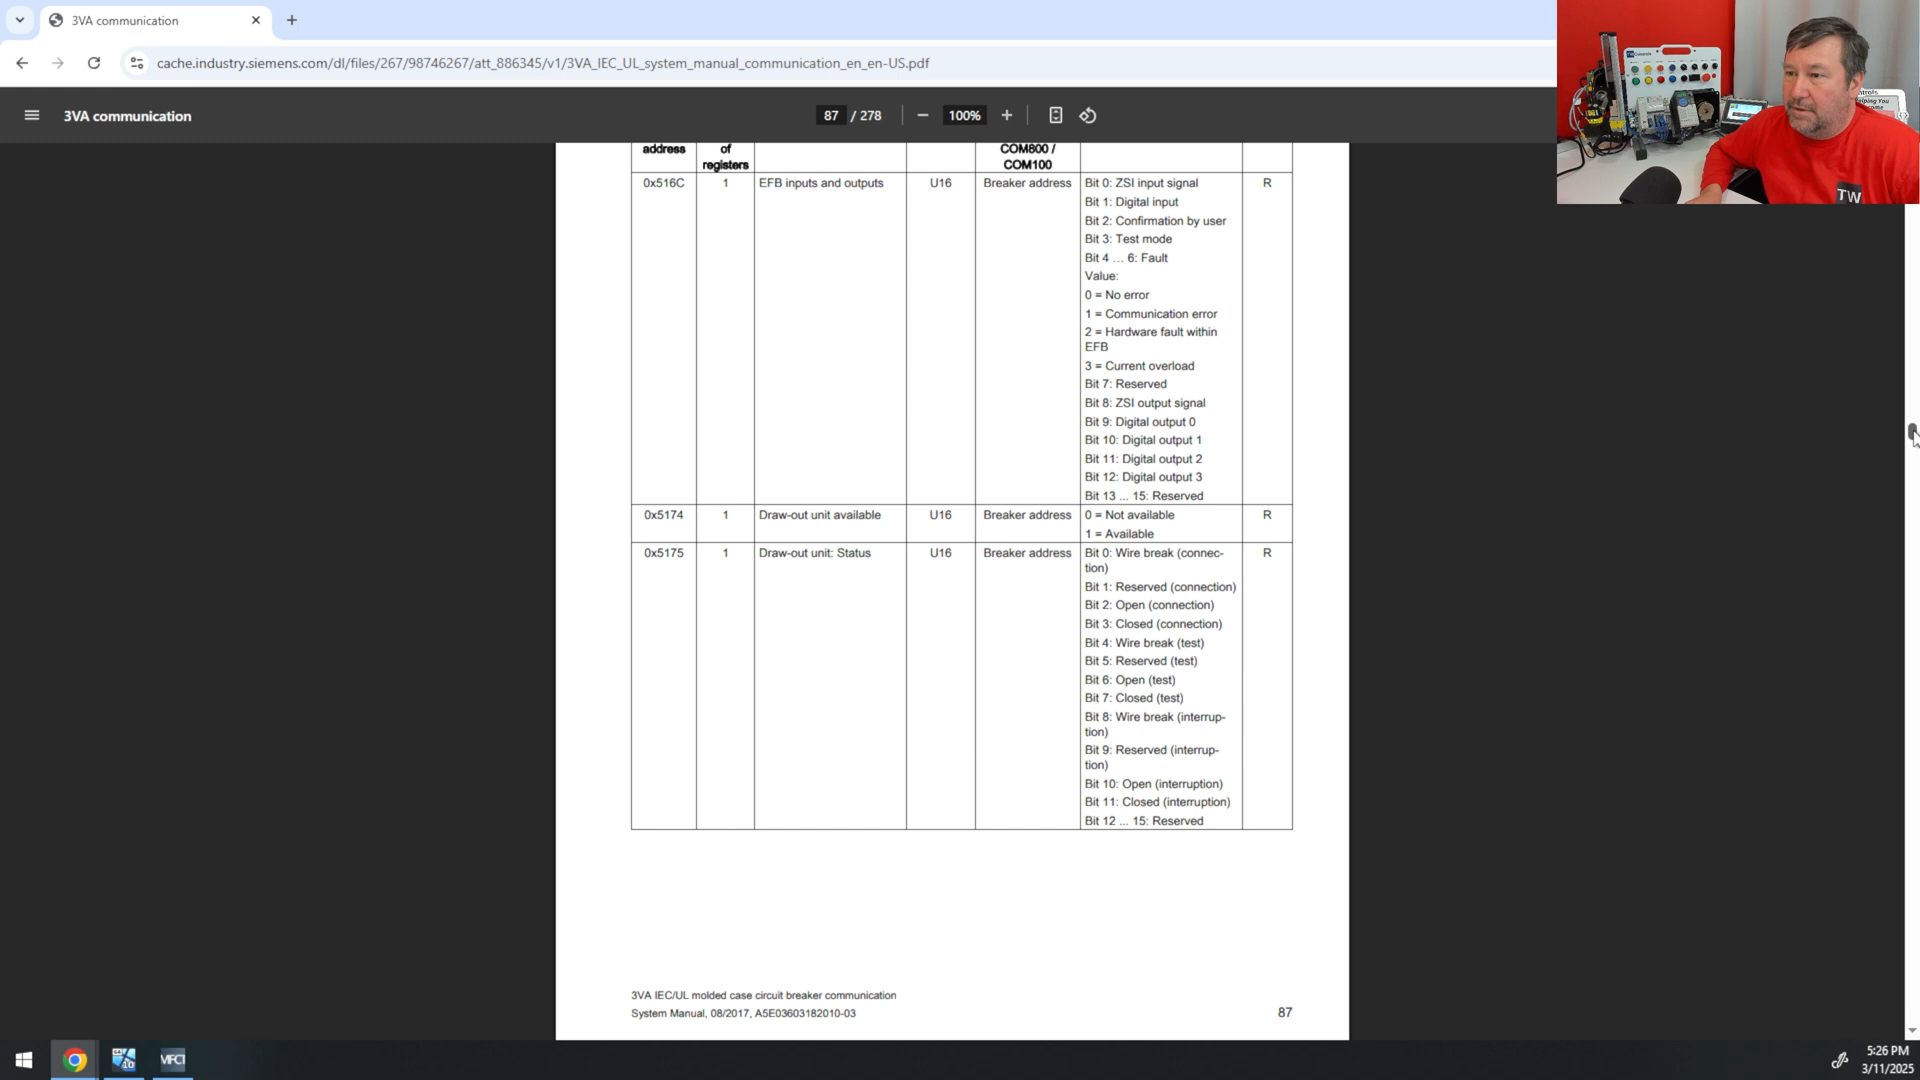 3VA communication
cache.industry.siemens.com/dl/files/267/98746267/att_886345/v1/3VA_IEC_UL_system_manual_communication_en_en-US.pdf
3VA communication
87 / 278
100%
address
of
registers
COM800 /
COM100
0x516C 1 EFB inputs and outputs U16 Breaker address Bit 0: ZSI input signal R
Bit 1: Digital input
Bit 2: Confirmation by user
Bit 3: Test mode
Bit 4 ... 6: Fault
Value:
0 = No error
1 = Communication error
2 = Hardware fault within
EFB
3 = Current overload
Bit 7: Reserved
Bit 8: ZSI output signal
Bit 9: Digital output 0
Bit 10: Digital output 1
Bit 11: Digital output 2
Bit 12: Digital output 3
Bit 13 ... 15: Reserved
0x5174 1 Draw-out unit available U16 Breaker address 0 = Not available R
1 = Available
0x5175 1 Draw-out unit: Status U16 Breaker address Bit 0: Wire break (connec- R
tion)
Bit 1: Reserved (connection)
Bit 2: Open (connection)
Bit 3: Closed (connection)
Bit 4: Wire break (test)
Bit 5: Reserved (test)
Bit 6: Open (test)
Bit 7: Closed (test)
Bit 8: Wire break (interrup-
tion)
Bit 9: Reserved (interrup-
tion)
Bit 10: Open (interruption)
Bit 11: Closed (interruption)
Bit 12 ... 15: Reserved
3VA IEC/UL molded case circuit breaker communication
System Manual, 08/2017, A5E03603182010-03
87
TW
MFCT
5:26 PM
3/11/2025